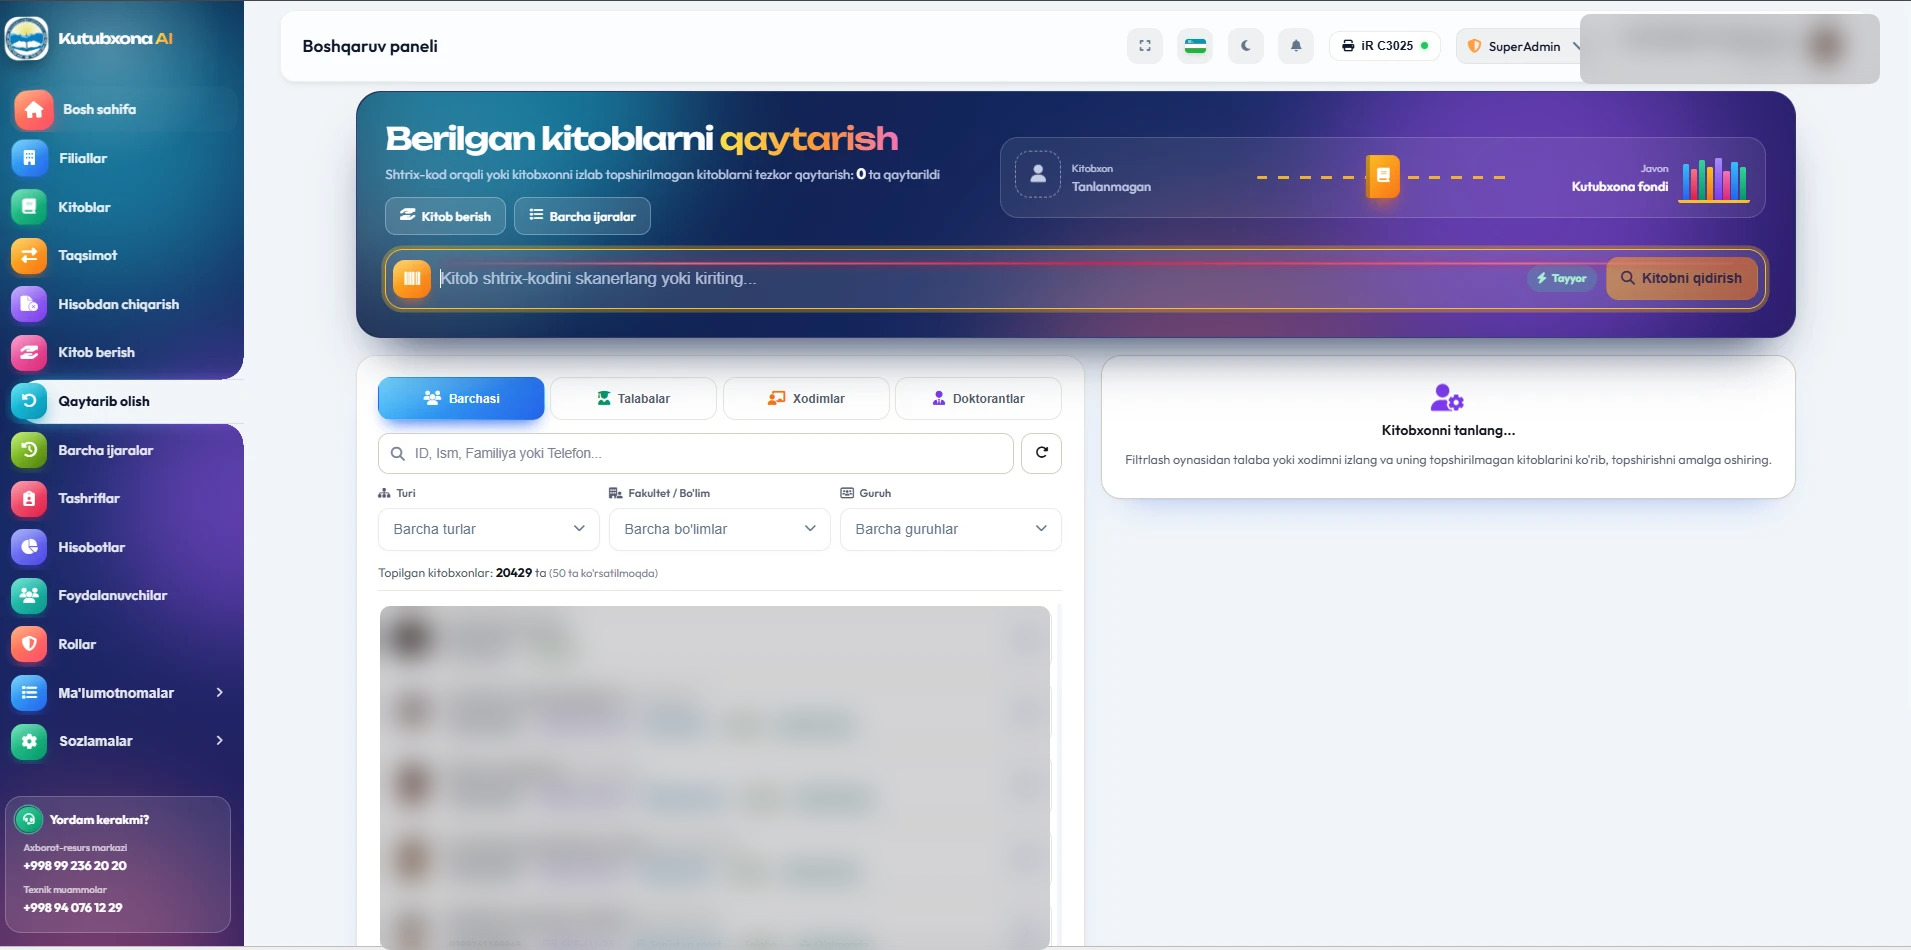 Kutubxona AI
Bosh sahifa
Filiallar
Kitoblar
Taqsimot
Hisobdan chiqarish
Kitob berish
Qaytarib olish
Barcha ijaralar
Tashriflar
Hisobotlar
Foydalanuvchilar
Rollar
Ma'lumotnomalar
Sozlamalar
Yordam kerakmi?
Axborot-resurs markazi
+998 99 236 20 20
Texnik muammolar
+998 94 076 12 29
Boshqaruv paneli
iR C3025
SuperAdmin
Berilgan kitoblarni qaytarish
Shtrix-kod orqali yoki kitobxonni izlab topshirilmagan kitoblarni tezkor qaytarish: 0 ta qaytarildi
Kitob berish
Barcha ijaralar
Kitobxon
Tanlanmagan
Javon
Kutubxona fondi
Kitob shtrix-kodini skanerlang yoki kiriting...
Tayyor
Kitobni qidirish
Barchasi
Talabalar
Xodimlar
Doktorantlar
ID, Ism, Familiya yoki Telefon...
Turi
Fakultet / Bo'lim
Guruh
Barcha turlar
Barcha bo'limlar
Barcha guruhlar
Topilgan kitobxonlar: 20429 ta (50 ta ko'rsatilmoqda)
Kitobxonni tanlang...
Filtrlash oynasidan talaba yoki xodimni izlang va uning topshirilmagan kitoblarini ko'rib, topshirishni amalga oshiring.